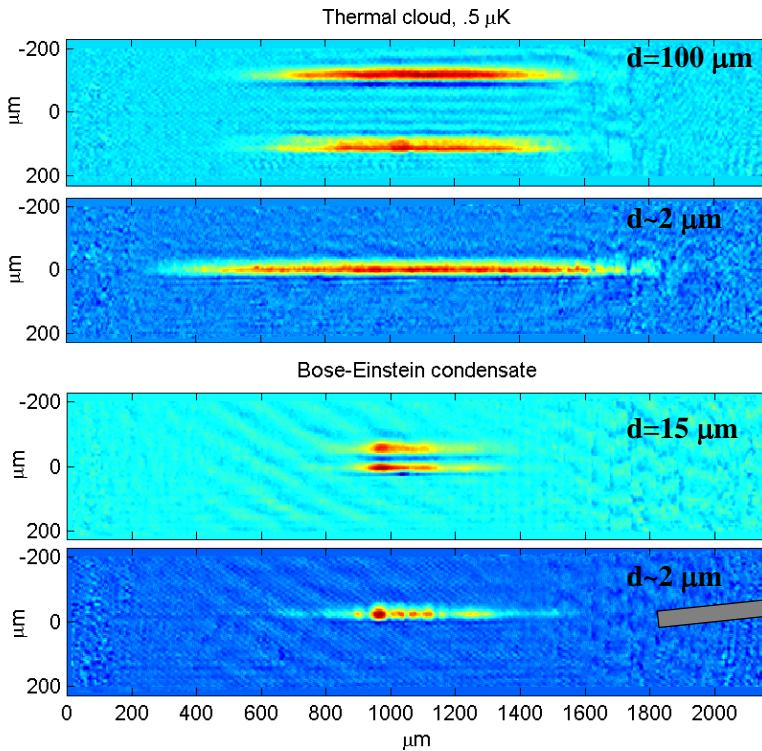 Thermal cloud, .5 μK
d=100 μm
-200
0
200
μm
d~2 μm
-200
0
200
μm
Bose-Einstein condensate
d=15 μm
-200
0
200
μm
d~2 μm
-200
0
200
μm
0 200 400 600 800 1000 1200 1400 1600 1800 2000
μm